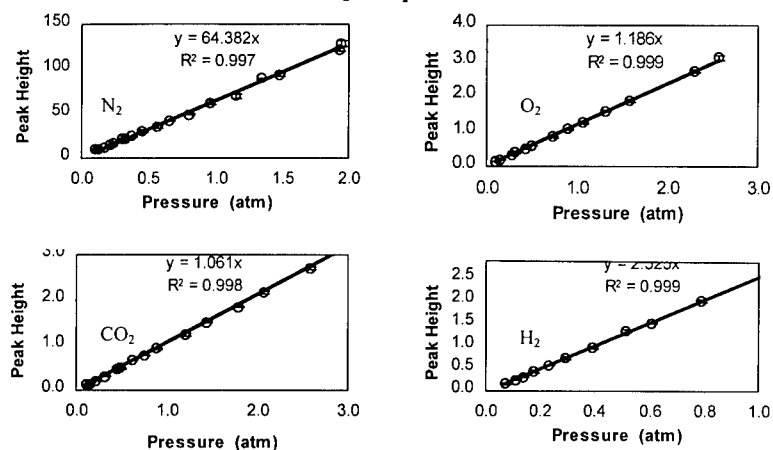 150
100
50
0
Peak Height
y = 64.382x
R² = 0.997
N₂
0.0 0.5 1.0 1.5 2.0
Pressure (atm)
4.0
3.0
2.0
1.0
0.0
Peak Height
y = 1.186x
R² = 0.999
O₂
0.0 1.0 2.0 3.0
Pressure (atm)
3.0
2.0
1.0
0.0
Peak Height
y = 1.061x
R² = 0.998
CO₂
0.0 1.0 2.0 3.0
Pressure (atm)
2.5
2.0
1.5
1.0
0.5
0.0
Peak Height
R² = 0.999
H₂
0.0 0.2 0.4 0.6 0.8 1.0
Pressure (atm)